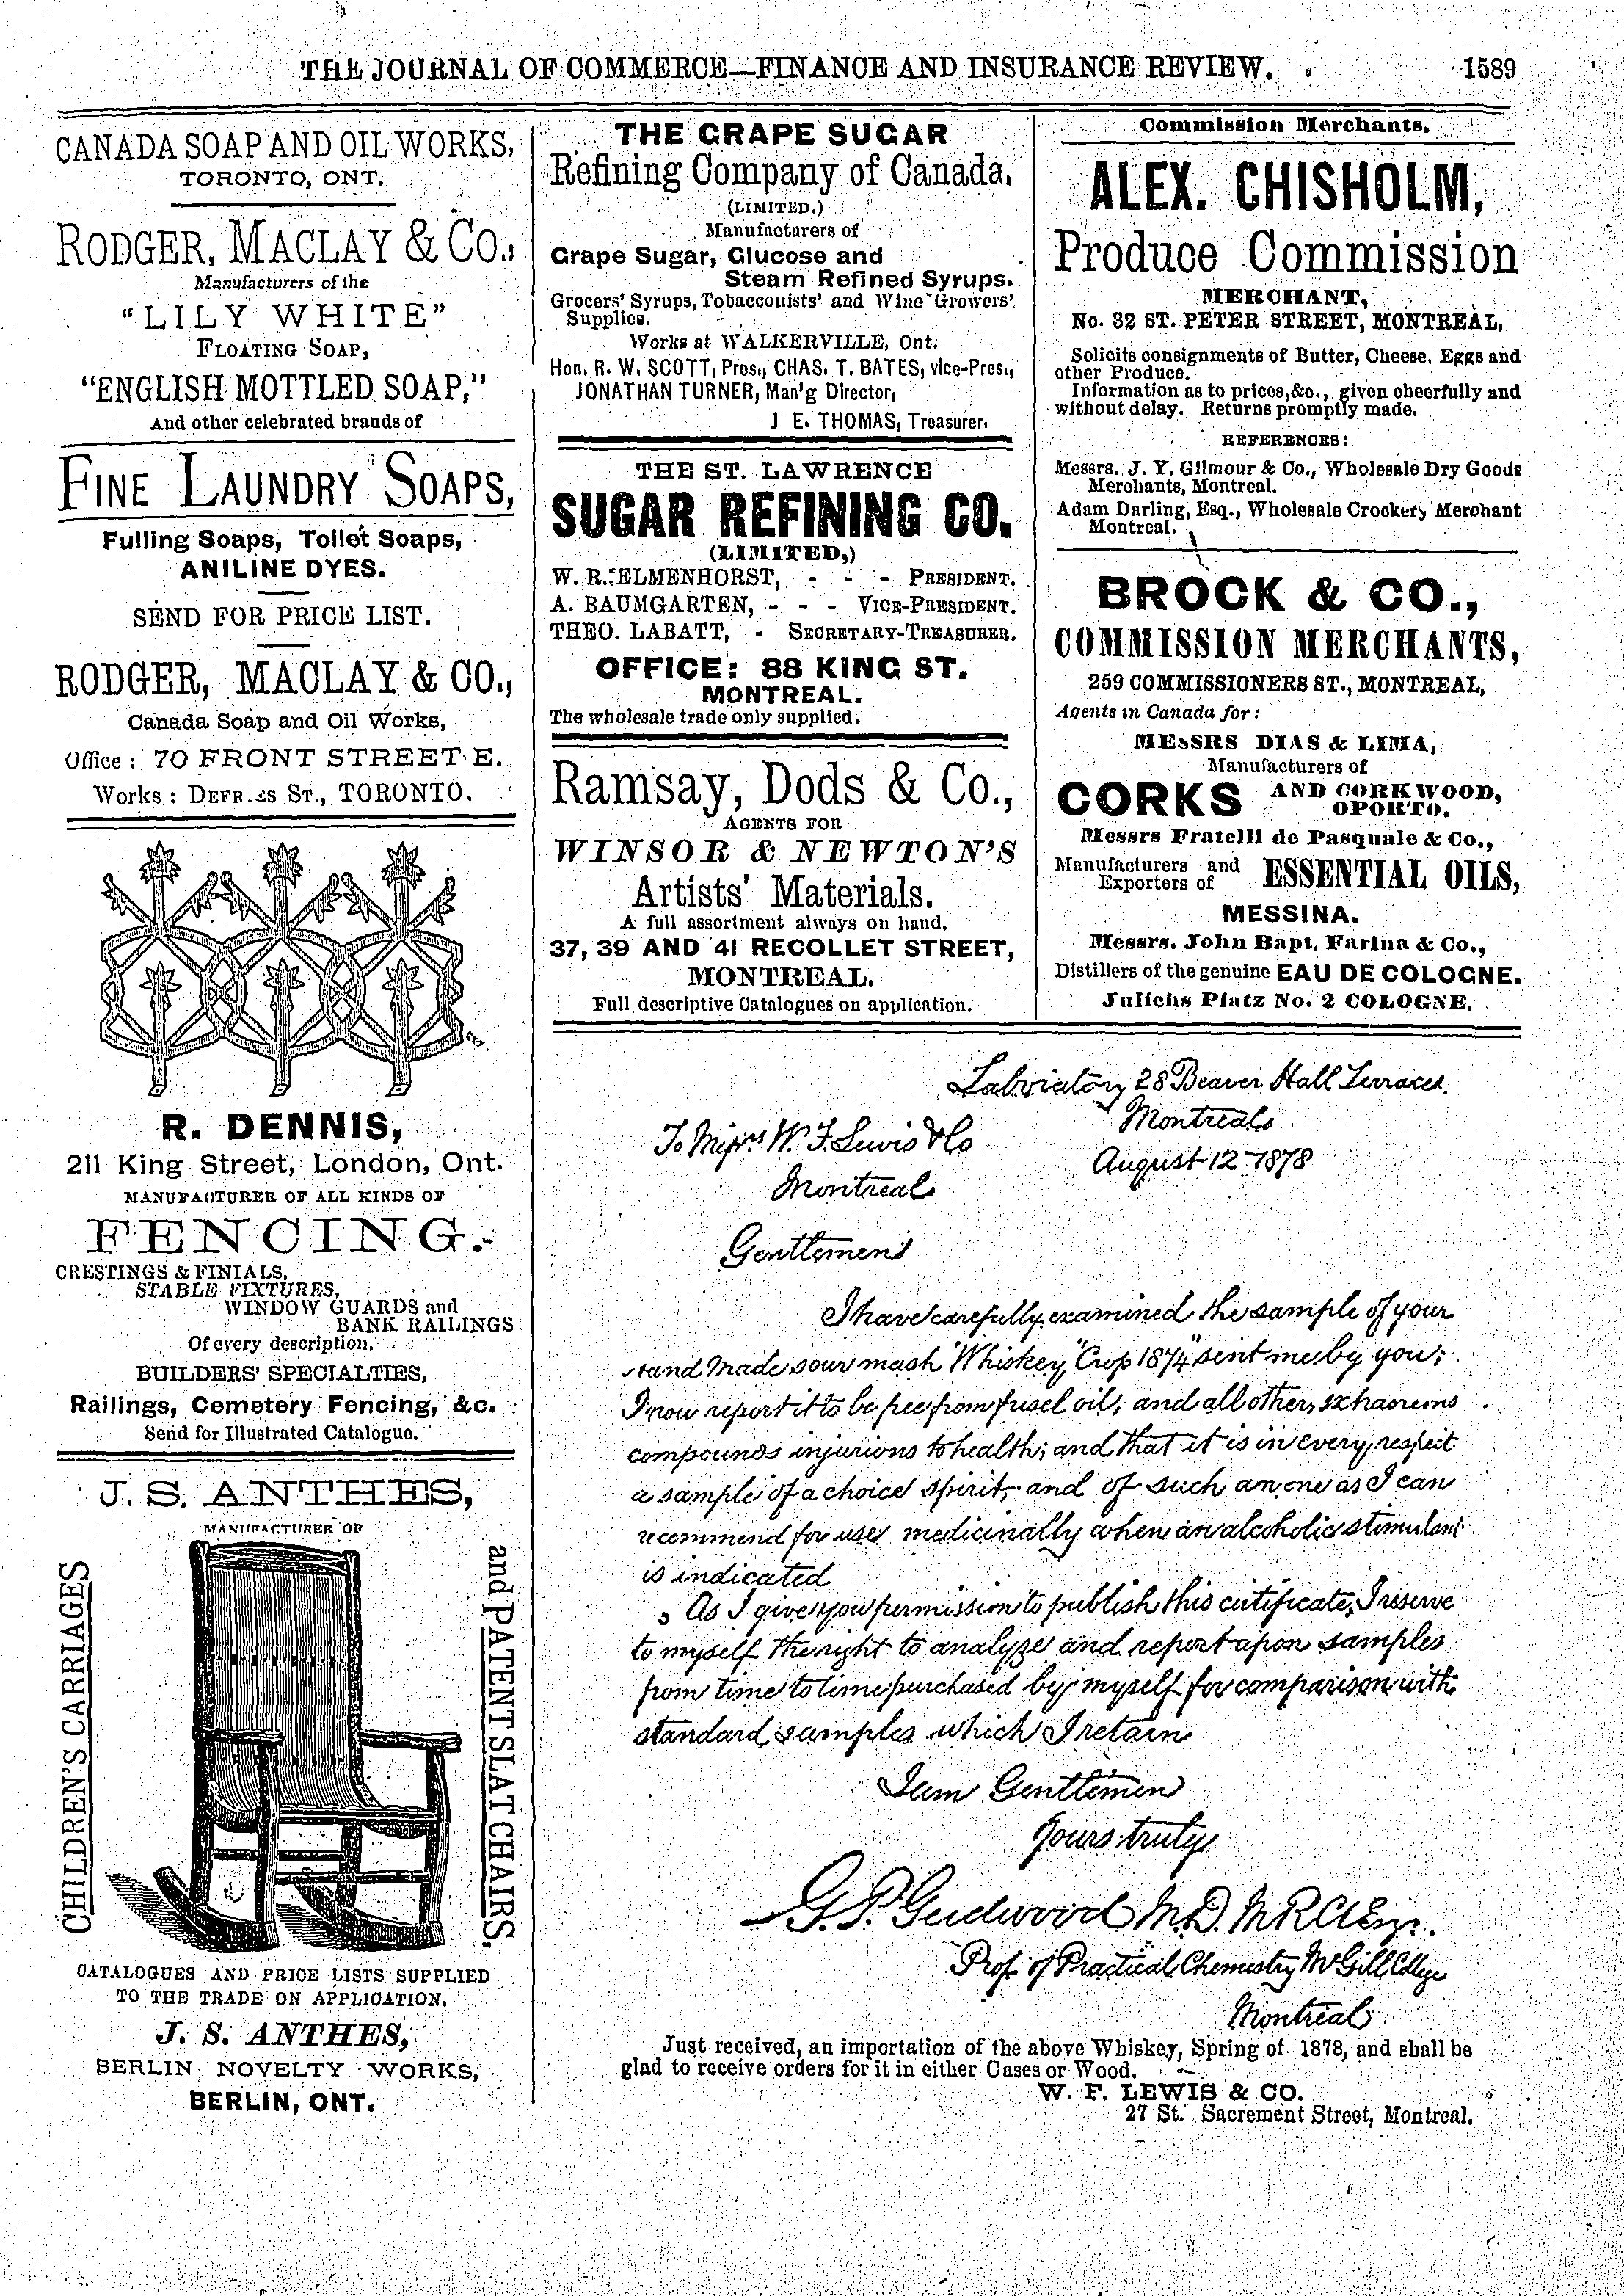 THE JOURNAL OF COMMERCE—FINANCE AND INSURANCE REVIEW. 1589
CANADA SOAP AND OIL WORKS,
TORONTO, ONT.
RODGER, MACLAY & CO.,
Manufacturers of the
"LILY WHITE"
FLOATING SOAP,
"ENGLISH MOTTLED SOAP,"
And other celebrated brands of
FINE LAUNDRY SOAPS,
Fulling Soaps, Toilet Soaps,
ANILINE DYES.
SEND FOR PRICE LIST.
RODGER, MACLAY & CO.,
Canada Soap and Oil Works,
Office : 70 FRONT STREET E.
Works : ST., TORONTO.
R. DENNIS,
211 King Street, London, Ont.
MANUFACTURER OF ALL KINDS OF
FENCING.
CRESTINGS & FINIALS,
STABLE FIXTURES,
WINDOW GUARDS and
BANK RAILINGS
Of every description.
BUILDERS' SPECIALTIES,
Railings, Cemetery Fencing, &c.
Send for Illustrated Catalogue.
J. S. ANTHES,
MANUFACTURER OF
CHILDREN'S CARRIAGES
and PATENT SLAT CHAIRS,
CATALOGUES AND PRICE LISTS SUPPLIED
TO THE TRADE ON APPLICATION.
J. S. ANTHES,
BERLIN NOVELTY WORKS,
BERLIN, ONT.
THE GRAPE SUGAR
Refining Company of Canada.
(LIMITED.)
Manufacturers of
Grape Sugar, Glucose and
Steam Refined Syrups.
Grocers' Syrups, Tobacconists' and Wine Growers'
Supplies.
Works at WALKERVILLE, Ont.
Hon. R. W. SCOTT, Pres., CHAS. T. BATES, vice-Pres.,
JONATHAN TURNER, Man'g Director,
J E. THOMAS, Treasurer.
THE ST. LAWRENCE
SUGAR REFINING CO.
(LIMITED,)
W. R. ELMENHORST, - - - PRESIDENT.
A. BAUMGARTEN, - - - VICE-PRESIDENT.
THEO. LABATT, - SECRETARY-TREASURER.
OFFICE: 88 KING ST.
MONTREAL.
The wholesale trade only supplied.
Ramsay, Dods & Co.,
AGENTS FOR
WINSOR & NEWTON'S
Artists' Materials.
A full assortment always on hand.
37, 39 AND 41 RECOLLET STREET,
MONTREAL.
Full descriptive Catalogues on application.
Commission Merchants.
ALEX. CHISHOLM,
Produce Commission
MERCHANT,
No. 32 ST. PETER STREET, MONTREAL,
Solicits consignments of Butter, Cheese, Eggs and
other Produce.
Information as to prices, &c., given cheerfully and
without delay. Returns promptly made.
REFERENCES:
Messrs. J. Y. Gilmour & Co., Wholesale Dry Goods
Merchants, Montreal.
Adam Darling, Esq., Wholesale Crockery Merchant
Montreal.
BROCK & CO.,
COMMISSION MERCHANTS,
259 COMMISSIONERS ST., MONTREAL,
Agents in Canada for:
MESSRS DIAS & LIMA,
Manufacturers of
CORKS AND CORKWOOD,
OPORTO.
Messrs Fratelli de Pasquale & Co.,
Manufacturers and
Exporters of ESSENTIAL OILS,
MESSINA.
Messrs. John Bapt. Farina & Co.,
Distillers of the genuine EAU DE COLOGNE.
Julichs Platz No. 2 COLOGNE.
Laboratory 28 Beaver Hall Terrace
Montreal
August 12 1878
To Messrs W. F. Lewis & Co
Montreal
Gentlemen
I have carefully examined the sample of your
Hand Made sour mash Whiskey "Crop 1874" sent me by you;
I now report it to be free from fusel oil, and all other extraneous
compounds injurious to health; and that it is in every respect
a sample of a choice spirit, and of such an one as I can
recommend for use medicinally when an alcoholic stimulant
is indicated
As I give you permission to publish this certificate, I reserve
to myself the right to analyze and report upon samples
from time to time purchased by myself for comparison with
standard samples which I retain
I am Gentlemen
Yours truly
G. P. Girdwood M.D. M.R.C.S. Eng.
Prof of Practical Chemistry McGill College
Montreal
Just received, an importation of the above Whiskey, Spring of 1878, and shall be
glad to receive orders for it in either Cases or Wood.
W. F. LEWIS & CO.
27 St. Sacrement Street, Montreal.